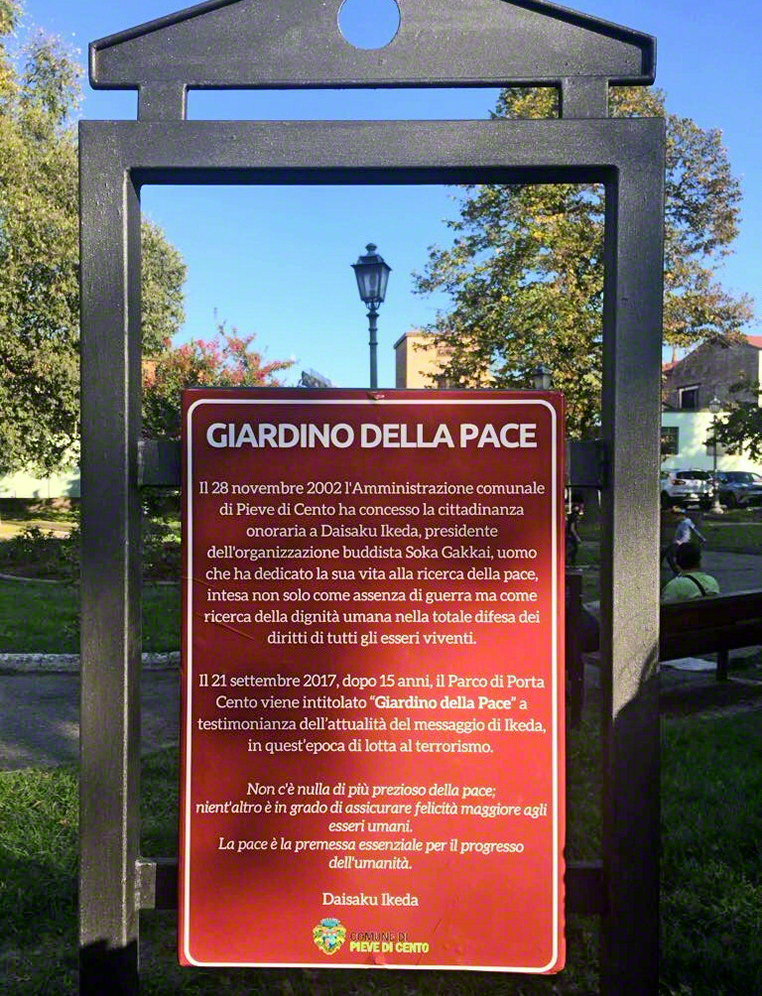 GIARDINO DELLA PACE
Il 28 novembre 2002 l'Amministrazione comunale
di Pieve di Cento ha concesso la cittadinanza
onoraria a Daisaku Ikeda, presidente
dell'organizzazione buddista Soka Gakkai, uomo
che ha dedicato la sua vita alla ricerca della pace,
intesa non solo come assenza di guerra ma come
ricerca della dignità umana nella totale difesa dei
diritti di tutti gli esseri viventi.
Il 21 settembre 2017, dopo 15 anni, il Parco di Porta
Cento viene intitolato “Giardino della Pace” a
testimonianza dell’attualità del messaggio di Ikeda,
in quest’epoca di lotta al terrorismo.
Non c'è nulla di più prezioso della pace;
nient'altro è in grado di assicurare felicità maggiore agli
esseri umani.
La pace è la premessa essenziale per il progresso
dell'umanità.
Daisaku Ikeda
COMUNE DI
PIEVE DI CENTO